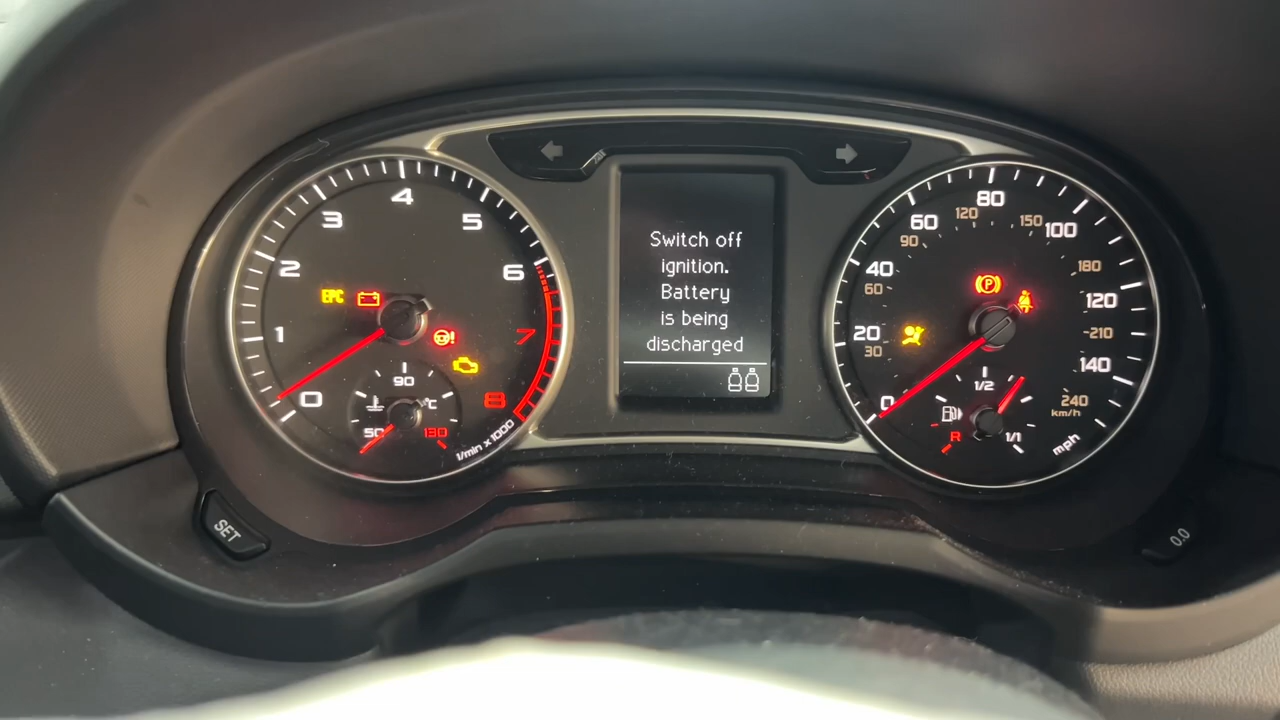 4
3
5
2
6
EPC
1
7
0
90
°C
50
130
1/min x 1000
Switch off
ignition.
Battery
is being
discharged
80
60
120
150
100
90
40
180
60
(P)
120
20
210
30
140
1/2
0
240
km/h
R
1/1
mph
SET
0.0